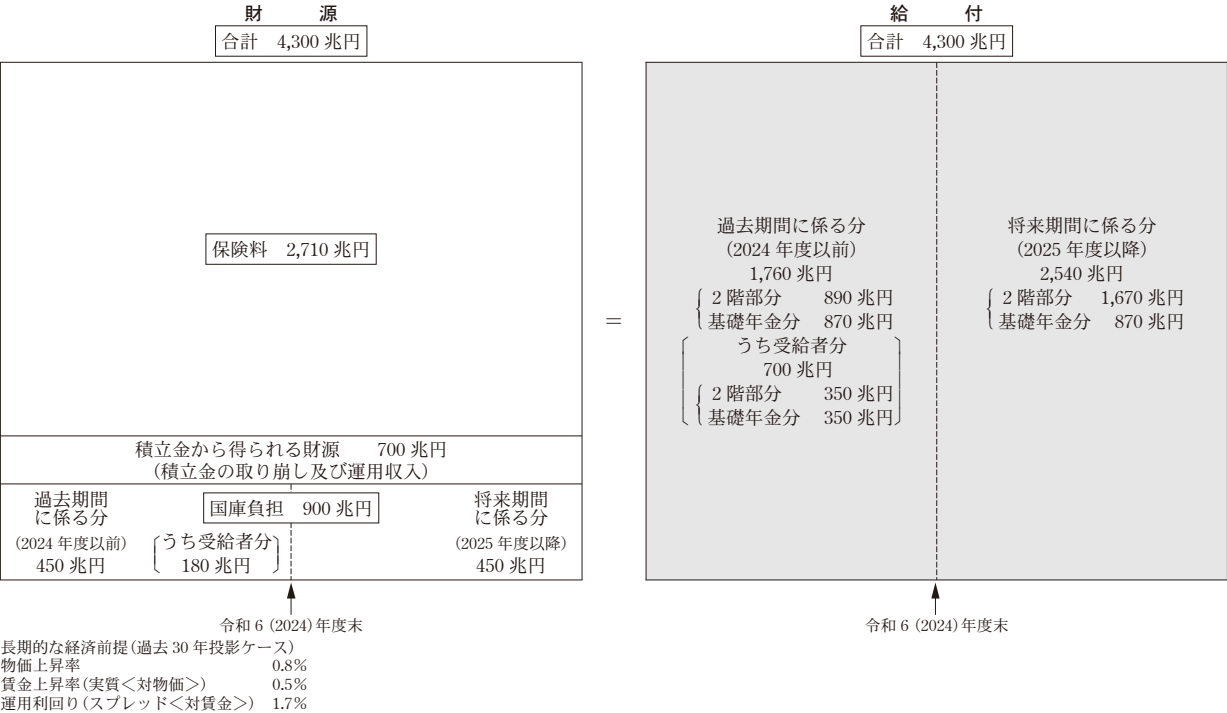 財　源
合計　4,300 兆円
保険料　2,710 兆円
積立金から得られる財源　700 兆円
（積立金の取り崩し及び運用収入）
過去期間
に係る分
（2024 年度以前）
450 兆円
国庫負担　900 兆円
うち受給者分
180 兆円
将来期間
に係る分
（2025 年度以降）
450 兆円
令和 6（2024）年度末
＝
給　付
合計　4,300 兆円
過去期間に係る分
（2024 年度以前）
1,760 兆円
2 階部分　890 兆円
基礎年金分　870 兆円
うち受給者分
700 兆円
2 階部分　350 兆円
基礎年金分　350 兆円
将来期間に係る分
（2025 年度以降）
2,540 兆円
2 階部分　1,670 兆円
基礎年金分　870 兆円
令和 6（2024）年度末
長期的な経済前提（過去 30 年投影ケース）
物価上昇率　0.8％
賃金上昇率（実質＜対物価＞）　0.5％
運用利回り（スプレッド＜対賃金＞）　1.7％